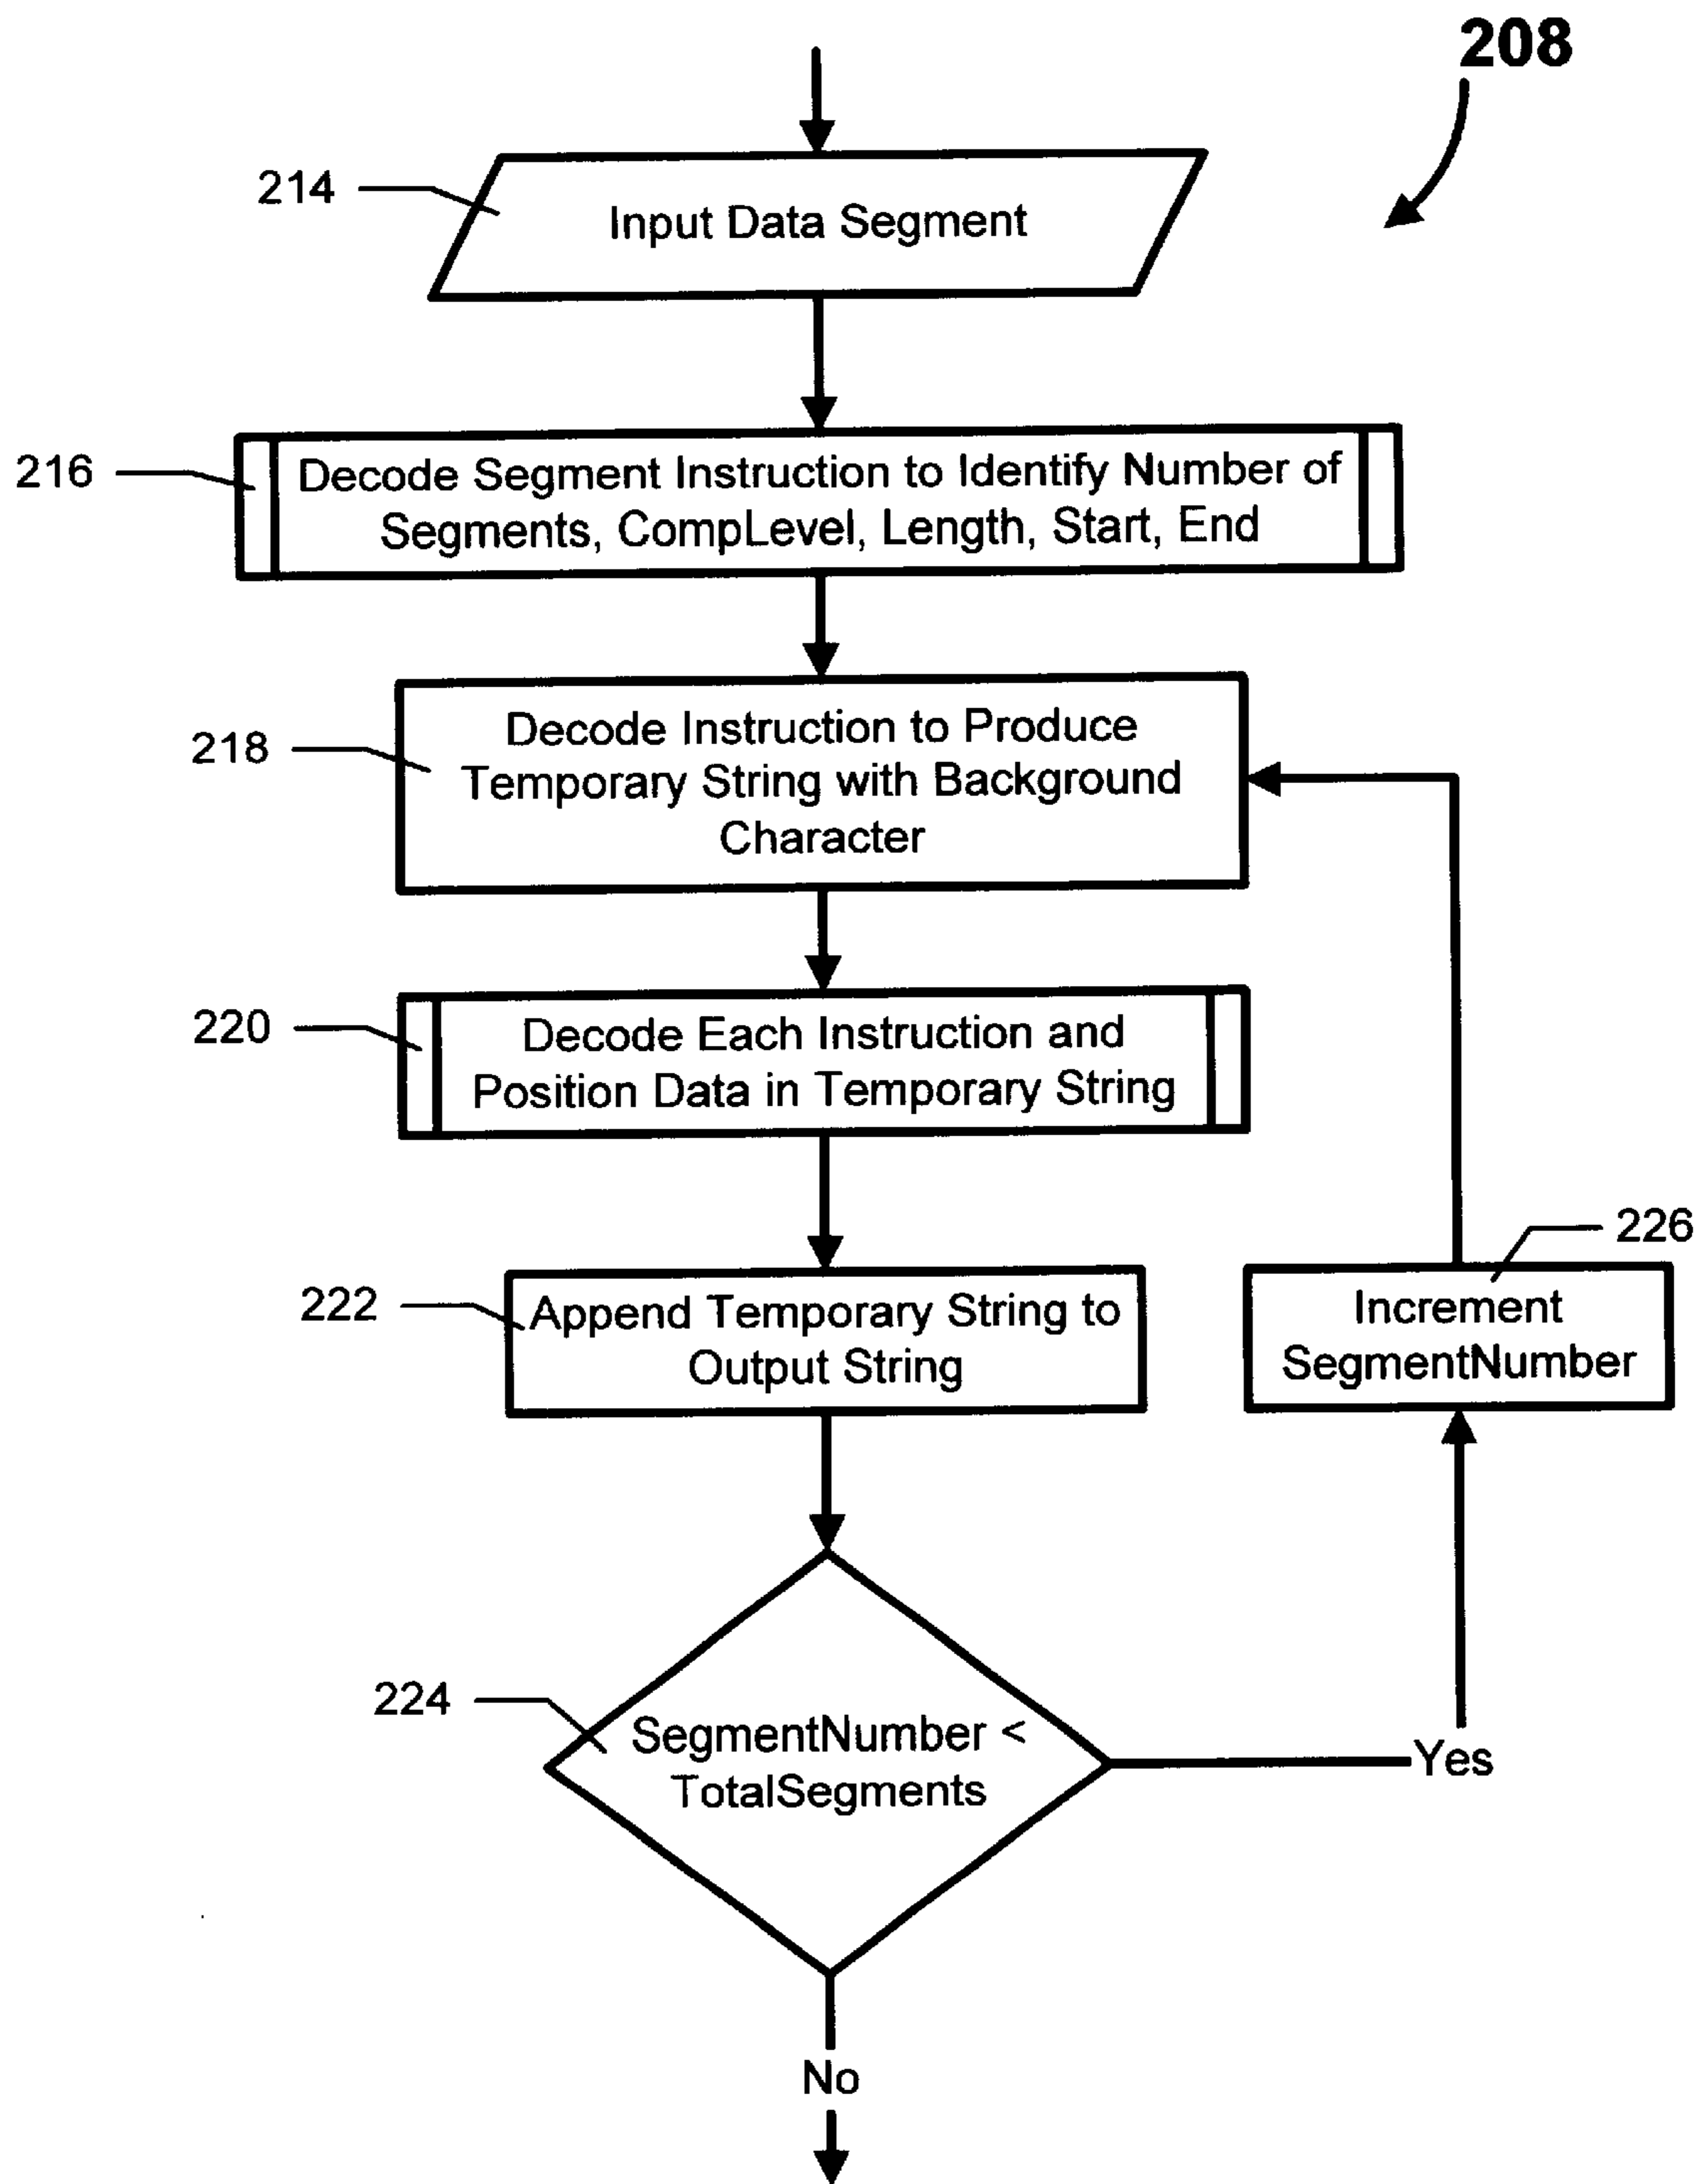 208
214
Input Data Segment
216
Decode Segment Instruction to Identify Number of
Segments, CompLevel, Length, Start, End
218
Decode Instruction to Produce
Temporary String with Background
Character
220
Decode Each Instruction and
Position Data in Temporary String
226
222
Append Temporary String to
Output String
Increment
SegmentNumber
224
SegmentNumber <
TotalSegments
Yes
No